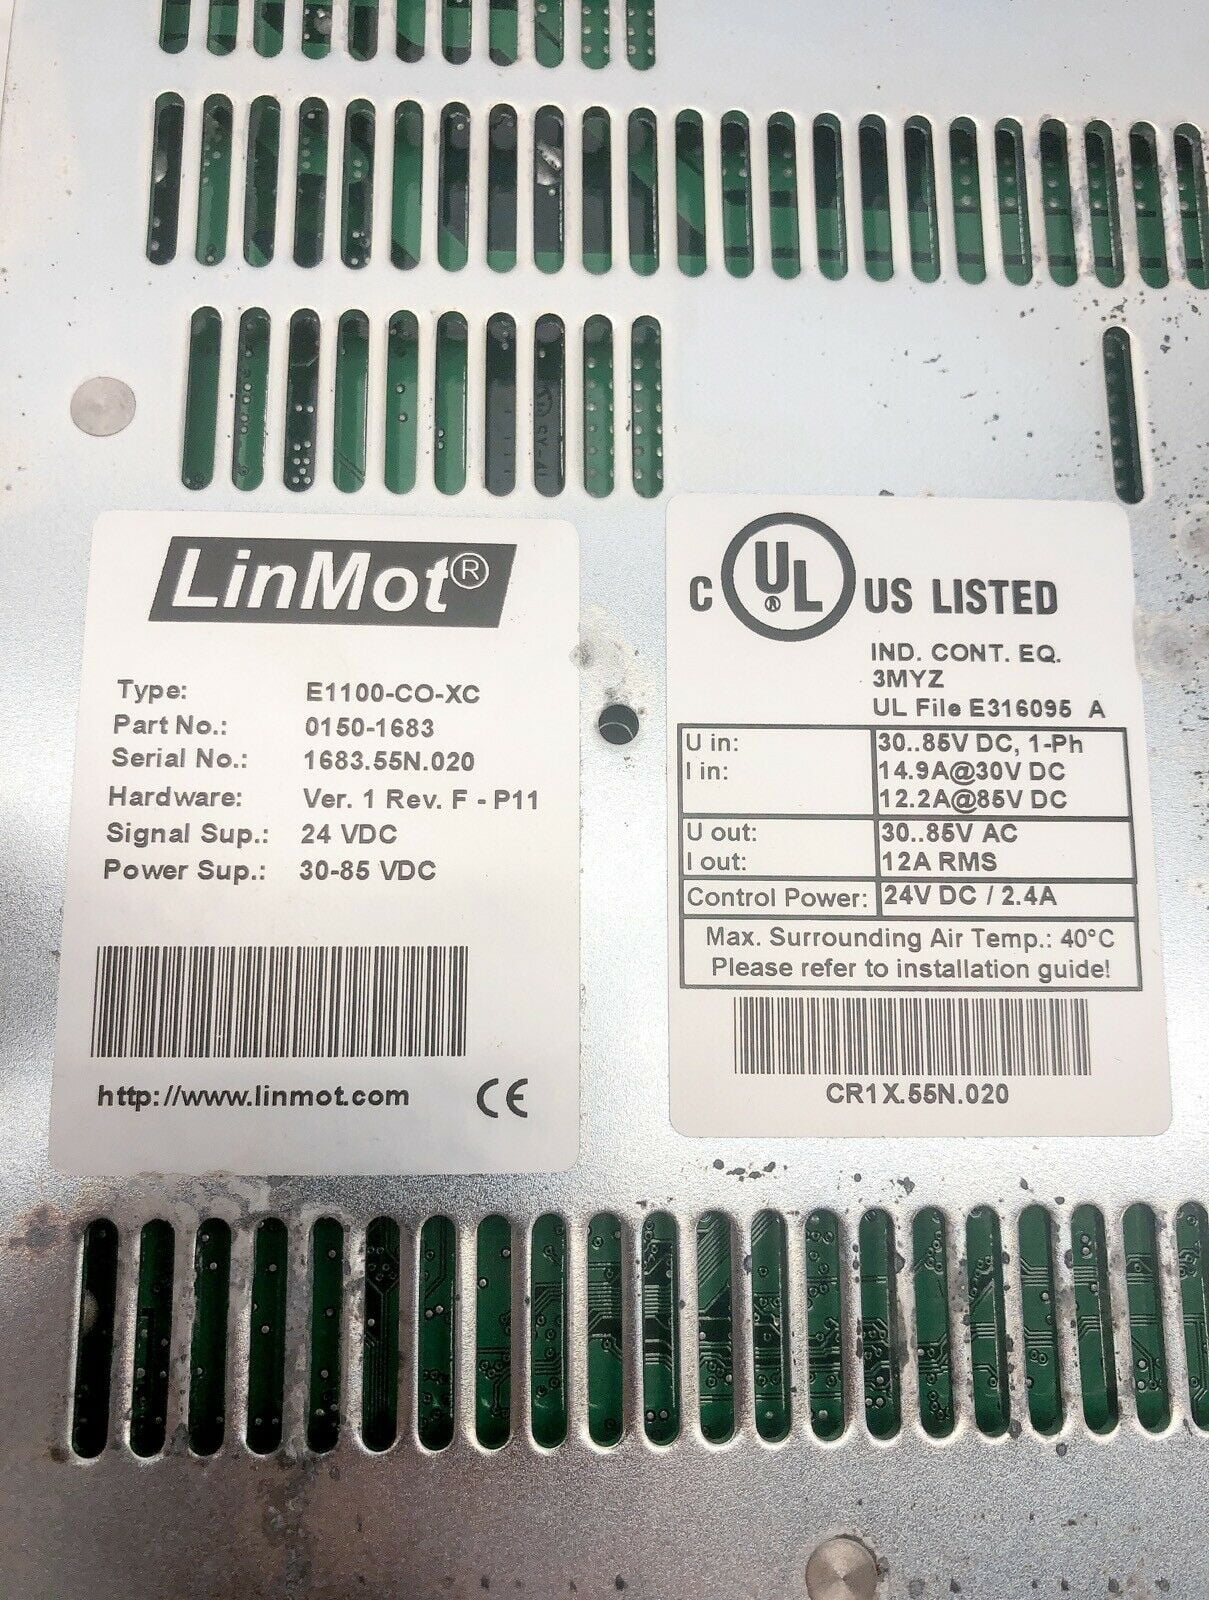 LinMot®
Type: E1100-CO-XC
Part No.: 0150-1683
Serial No.: 1683.55N.020
Hardware: Ver. 1 Rev. F - P11
Signal Sup.: 24 VDC
Power Sup.: 30-85 VDC
http://www.linmot.com CE
C UL® US LISTED
IND. CONT. EQ.
3MYZ
UL File E316095 A
U in: 30..85V DC, 1-Ph
I in: 14.9A@30V DC
12.2A@85V DC
U out: 30..85V AC
I out: 12A RMS
Control Power: 24V DC / 2.4A
Max. Surrounding Air Temp.: 40°C
Please refer to installation guide!
CR1X.55N.020